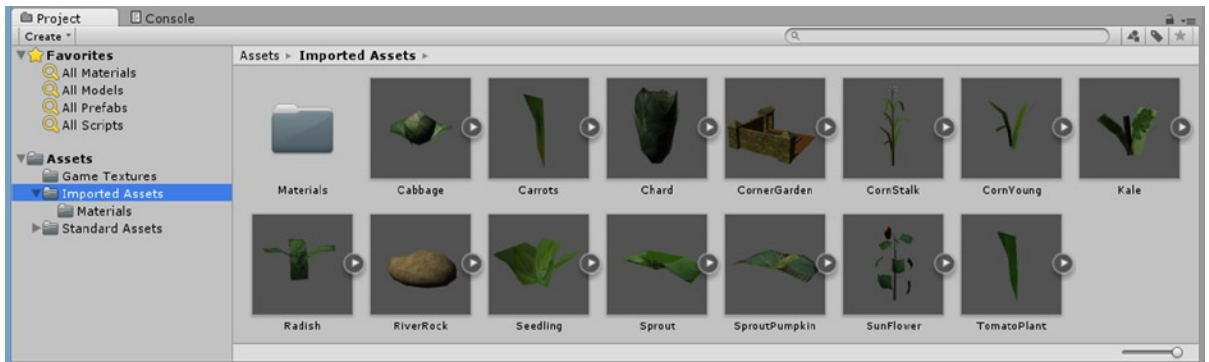 Project
Console
Create
Favorites
All Materials
All Models
All Prefabs
All Scripts
Assets
Game Textures
Imported Assets
Materials
Standard Assets
Assets Imported Assets
Materials Cabbage Carrots Chard CornerGarden CornStalk CornYoung Kale
Radish RiverRock Seedling Sprout SproutPumpkin SunFlower TomatoPlant